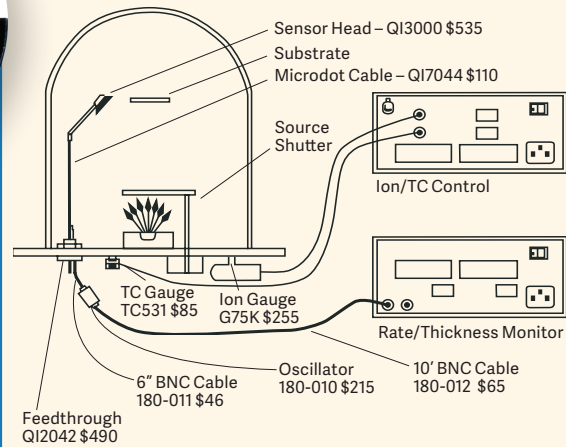 Sensor Head – QI3000 $535
Substrate
Microdot Cable – QI7044 $110
Source
Shutter
Ion/TC Control
TC Gauge
TC531 $85
Ion Gauge
G75K $255
Rate/Thickness Monitor
6” BNC Cable
180-011 $46
Oscillator
180-010 $215
10’ BNC Cable
180-012 $65
Feedthrough
QI2042 $490